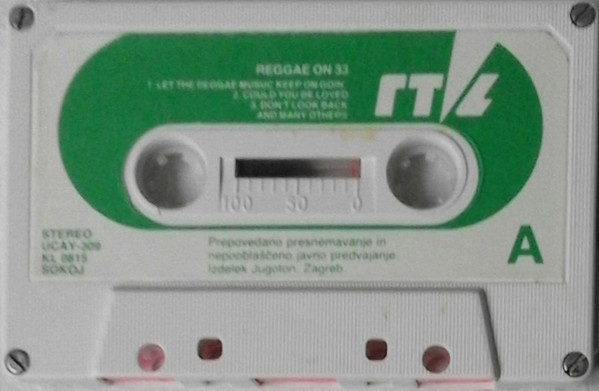 REGGAE ON 33
1. LET THE REGGAE MUSIC KEEP ON GOIN'
2. COULD YOU BE LOVED
3. DON'T LOOK BACK
AND MANY OTHERS
RTL
100 50 0
STEREO
UCAY-309
KL 0815
SOKOJ
Prepovedano presnemavanje in
nepooblaščeno javno predvajanje.
Izdelek Jugoton. Zagreb.
A